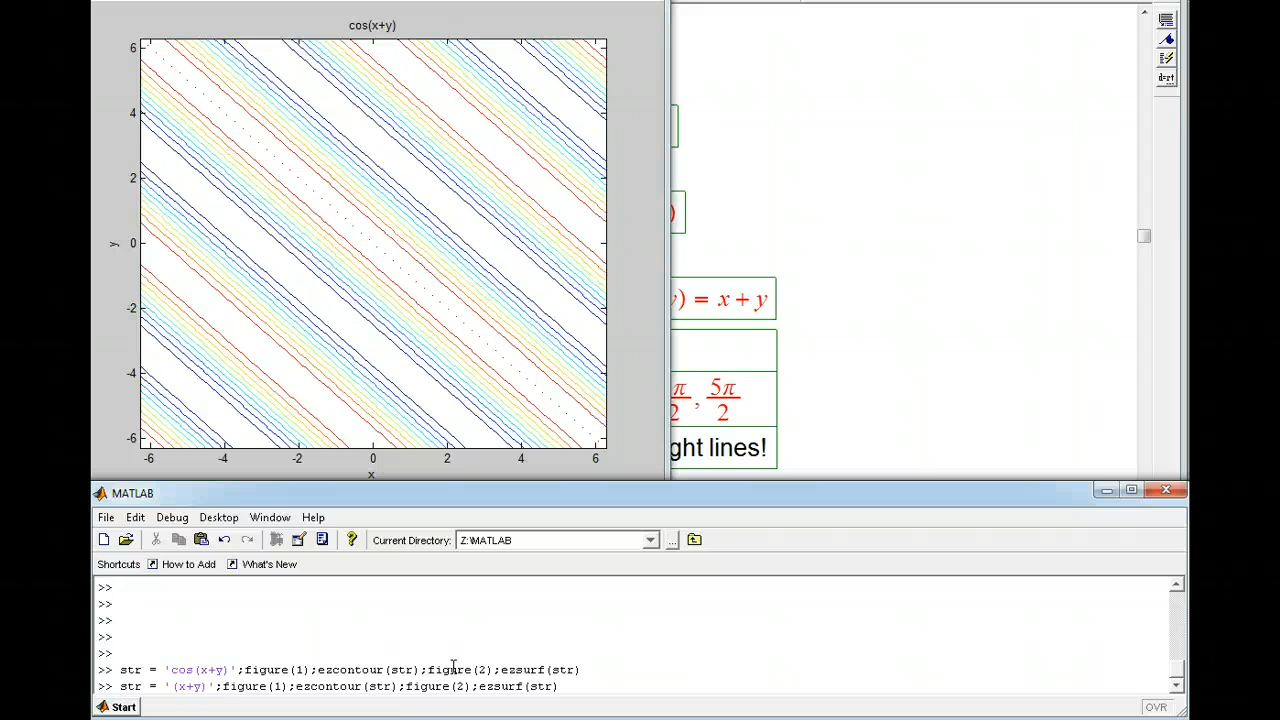 cos(x+y)
6
4
2
0
-2
-4
-6
y
-6 -4 -2 0 2 4 6
x
)
y) = x + y
π/2, 5π/2
ght lines!
d=rt
MATLAB
File Edit Debug Desktop Window Help
Current Directory: Z:\MATLAB ...
Shortcuts How to Add What's New
>>
>>
>>
>>
>>
>> str = 'cos(x+y)';figure(1);ezcontour(str);figure(2);ezsurf(str)
>> str = '(x+y)';figure(1);ezcontour(str);figure(2);ezsurf(str)
Start
OVR